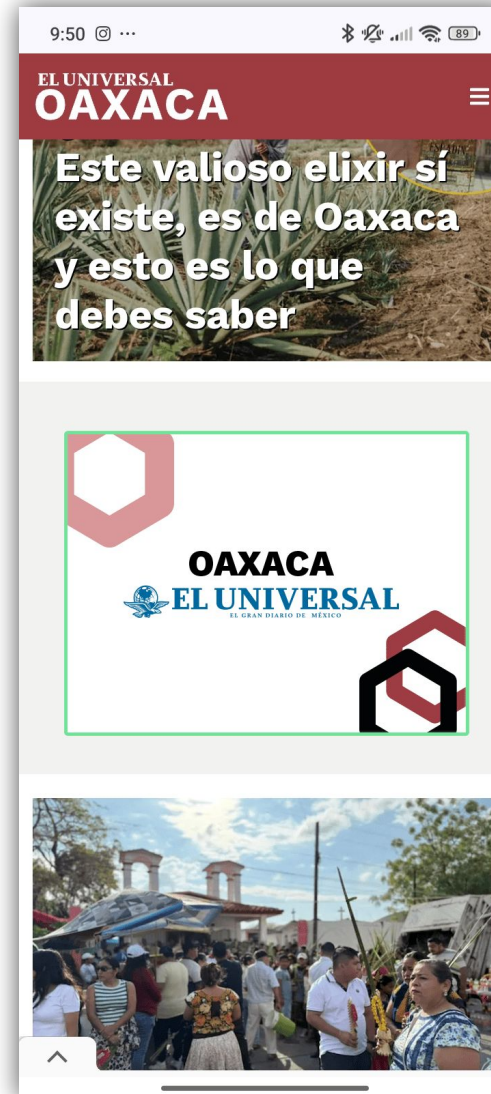 9:50
89
EL UNIVERSAL
OAXACA
Este valioso elixir sí
existe, es de Oaxaca
y esto es lo que
debes saber
OAXACA
EL UNIVERSAL
EL GRAN DIARIO DE MÉXICO